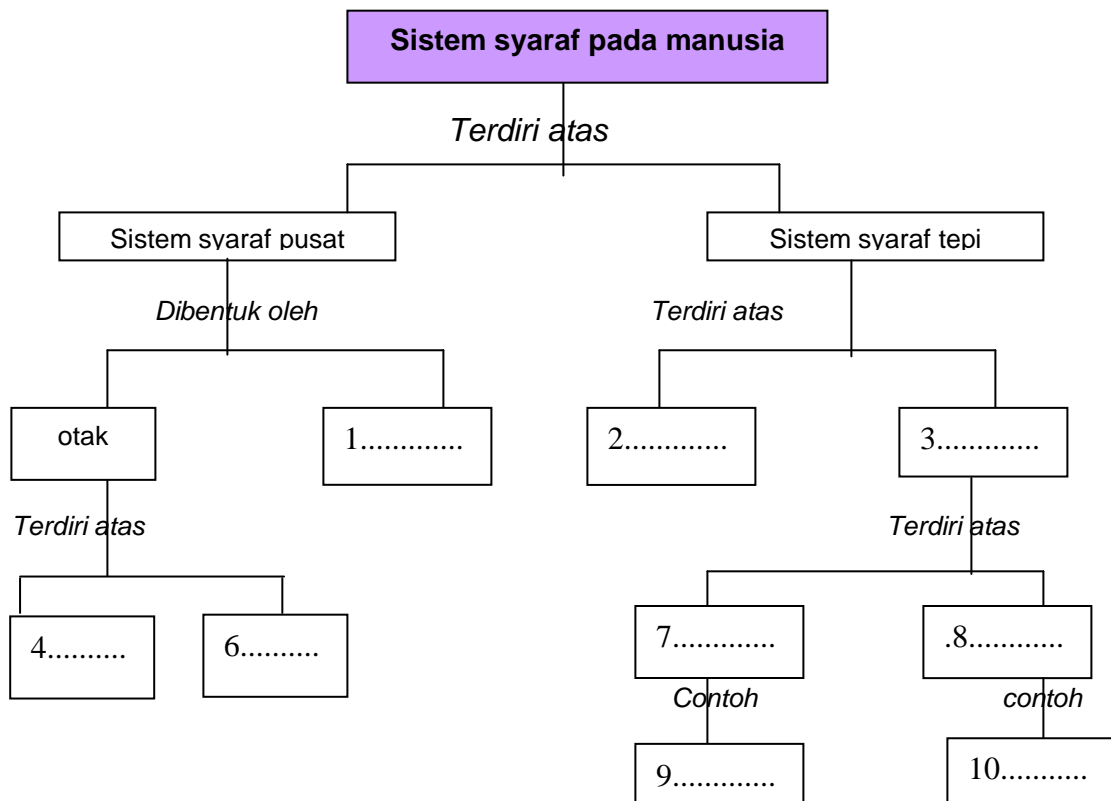 Sistem syaraf pada manusia
Terdiri atas
Sistem syaraf pusat
Sistem syaraf tepi
Dibentuk oleh
Terdiri atas
otak
1.............
2............
3.............
Terdiri atas
Terdiri atas
4..........
6..........
7.............
.8............
Contoh
contoh
9.............
10...........